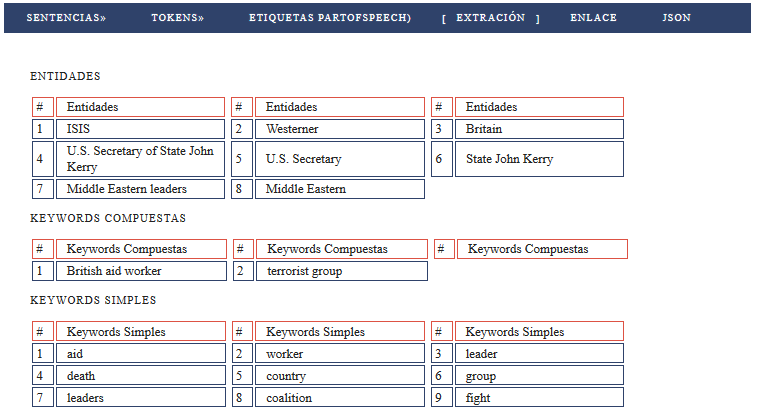 SENTENCIAS» TOKENS» ETIQUETAS PARTOFSPEECH) [ EXTRACIÓN ] ENLACE JSON
ENTIDADES
# Entidades # Entidades # Entidades
1 ISIS 2 Westerner 3 Britain
4 U.S. Secretary of State John Kerry 5 U.S. Secretary 6 State John Kerry
7 Middle Eastern leaders 8 Middle Eastern
KEYWORDS COMPUESTAS
# Keywords Compuestas # Keywords Compuestas # Keywords Compuestas
1 British aid worker 2 terrorist group
KEYWORDS SIMPLES
# Keywords Simples # Keywords Simples # Keywords Simples
1 aid 2 worker 3 leader
4 death 5 country 6 group
7 leaders 8 coalition 9 fight